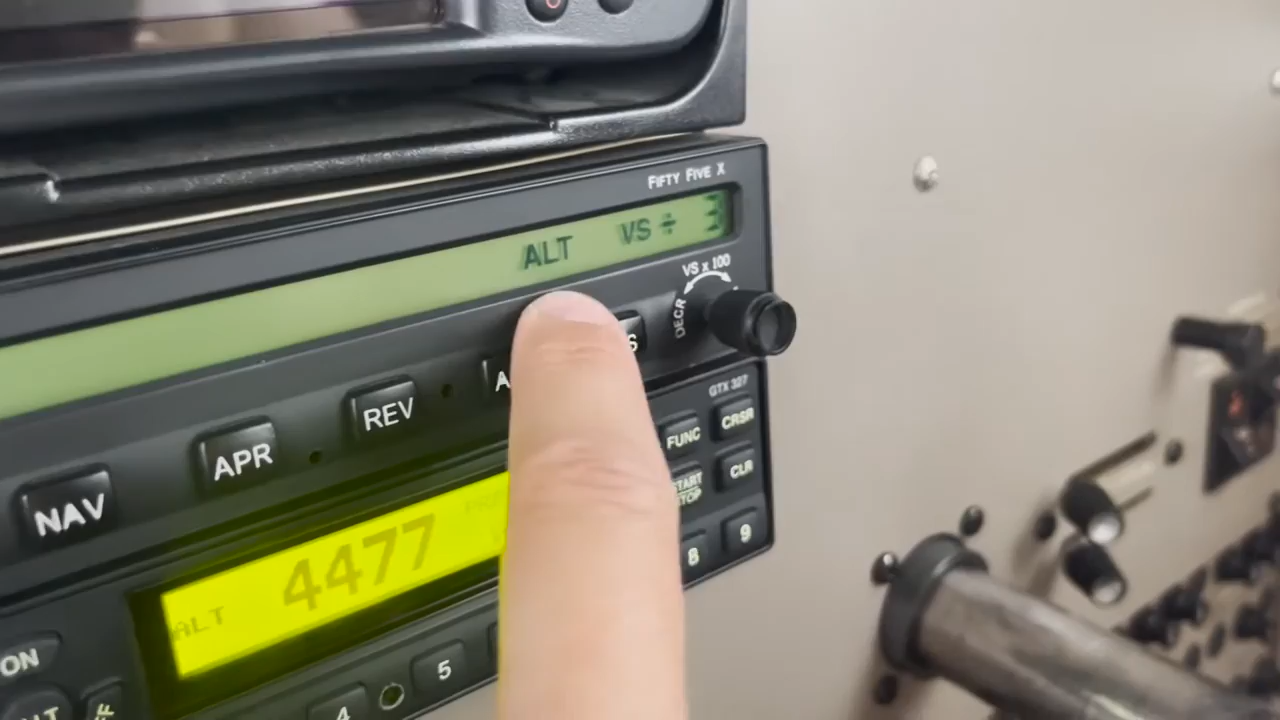 FIFTY FIVE X
ALT VS ÷ 3
VS x 100
DECR
NAV APR REV A S
GTX 327
FUNC CRSR
START
STOP
CLR
4477
ALT
ON
8 9
5
4